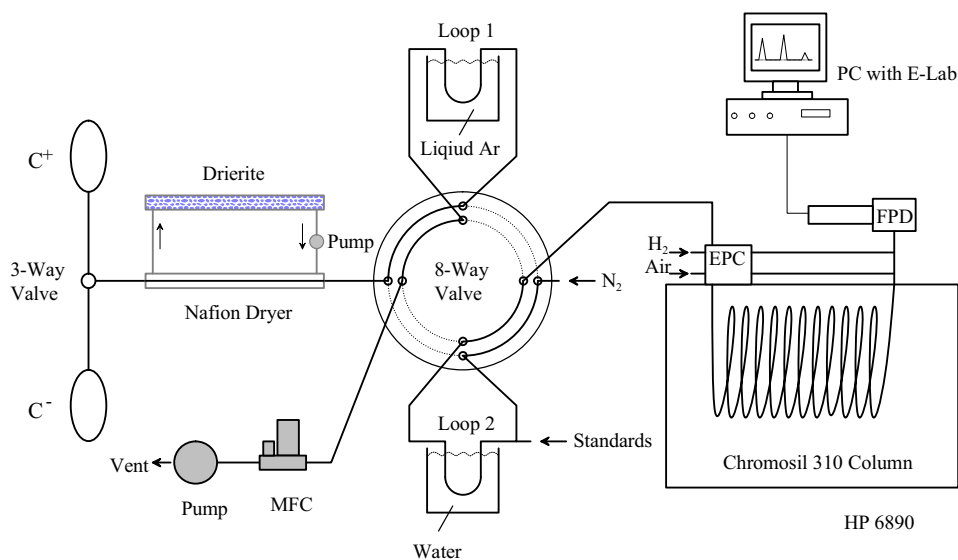 Loop 1
PC with E-Lab
Liqiud Ar
C+
Drierite
FPD
Pump
H2
Air
EPC
3-Way
Valve
8-Way
Valve
N2
Nafion Dryer
C-
Loop 2
Standards
Chromosil 310 Column
Vent
Pump
MFC
Water
HP 6890